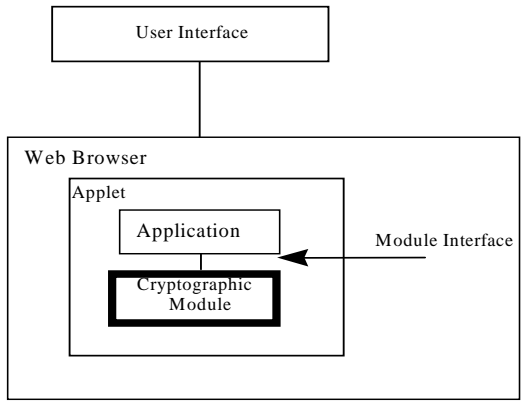 User Interface
Web Browser
Applet
Application
Module Interface
Cryptographic
Module